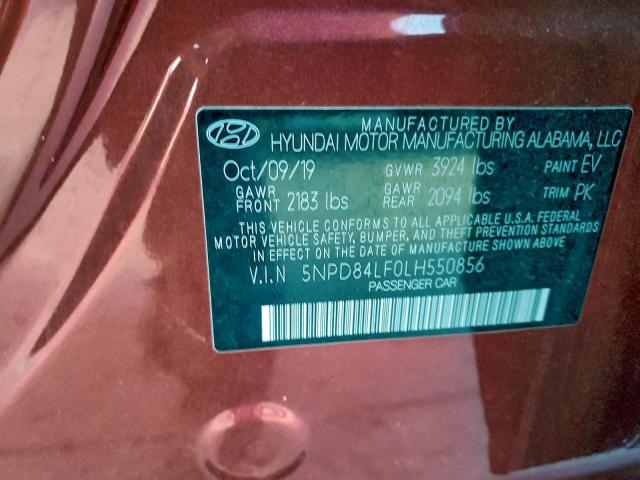 MANUFACTURED BY
HYUNDAI MOTOR MANUFACTURING ALABAMA, LLC
Oct/09/19 GVWR 3924 lbs PAINT EV
GAWR FRONT 2183 lbs GAWR REAR 2094 lbs TRIM PK
THIS VEHICLE CONFORMS TO ALL APPLICABLE U.S.A. FEDERAL
MOTOR VEHICLE SAFETY, BUMPER, AND THEFT PREVENTION STANDARDS
IN EFFECT ON THE DATE OF MANUFACTURE SHOWN ABOVE.
V.I.N 5NPD84LF0LH550856
PASSENGER CAR